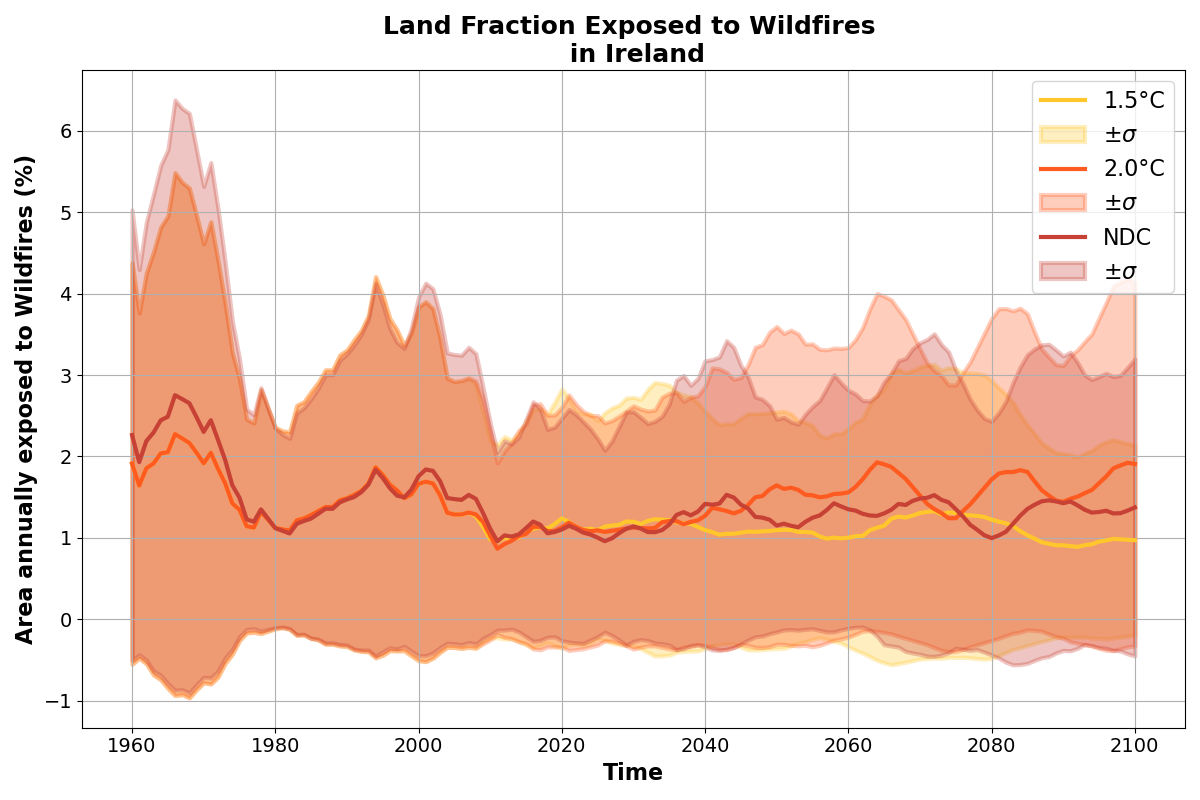 Land Fraction Exposed to Wildfires
in Ireland
Area annually exposed to Wildfires (%)
6
5
4
3
2
1
0
−1
1960 1980 2000 2020 2040 2060 2080 2100
Time
1.5°C
±σ
2.0°C
±σ
NDC
±σ